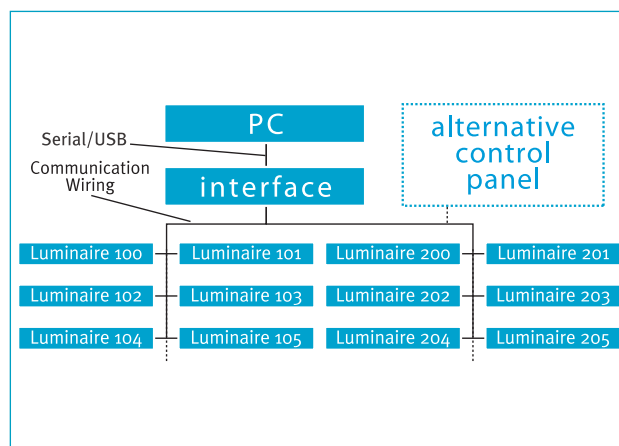 PC
alternative
control
panel
Serial/USB
Communication
Wiring
interface
Luminaire 100
Luminaire 101
Luminaire 200
Luminaire 201
Luminaire 102
Luminaire 103
Luminaire 202
Luminaire 203
Luminaire 104
Luminaire 105
Luminaire 204
Luminaire 205